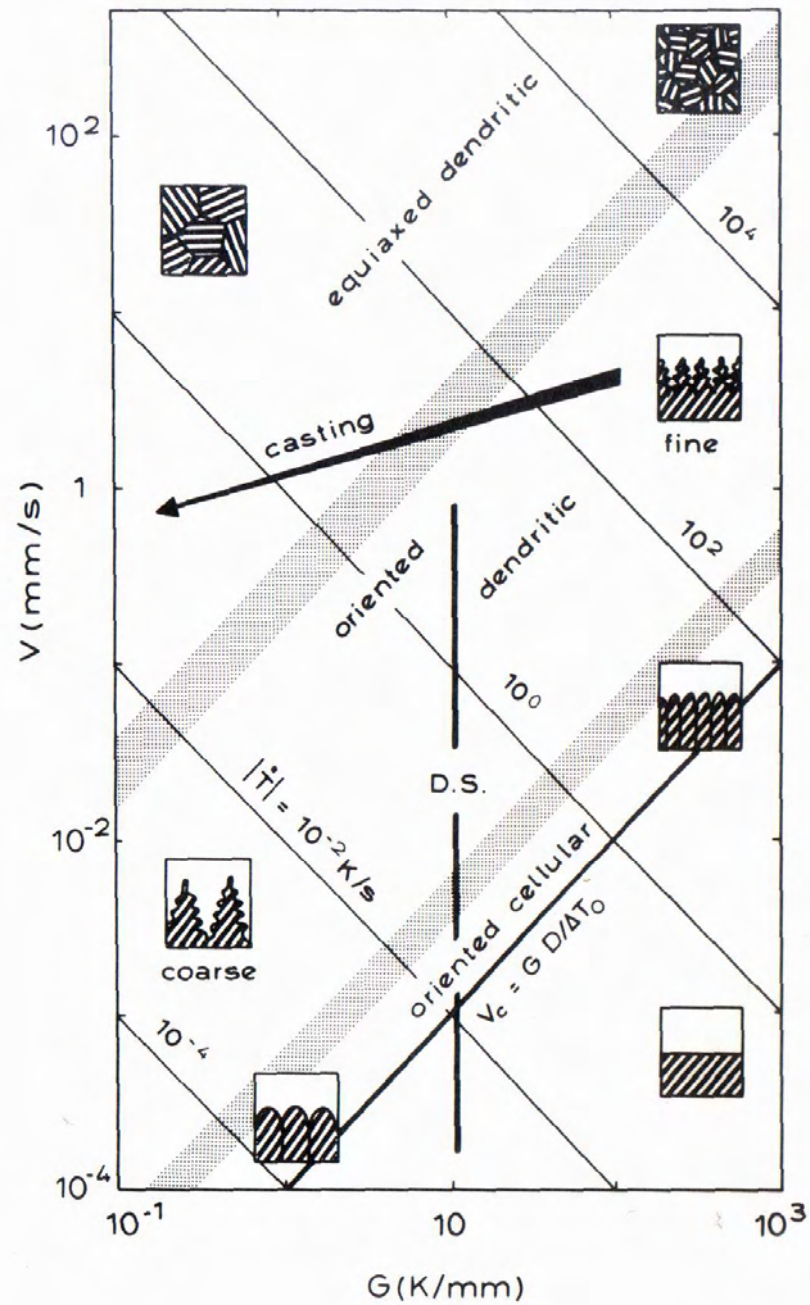 10²
equiaxed dendritic
10⁴
fine
casting
V(mm/s)
1
oriented dendritic
10²
10⁰
D.S.
|Ṫ| = 10⁻² K/s
10⁻²
oriented cellular
V꜀ = G D/ΔT₀
coarse
10⁻⁴
10⁻⁴
10⁻¹
10
10³
G(K/mm)